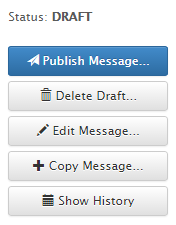 Status: DRAFT
Publish Message...
Delete Draft...
Edit Message...
Copy Message...
Show History